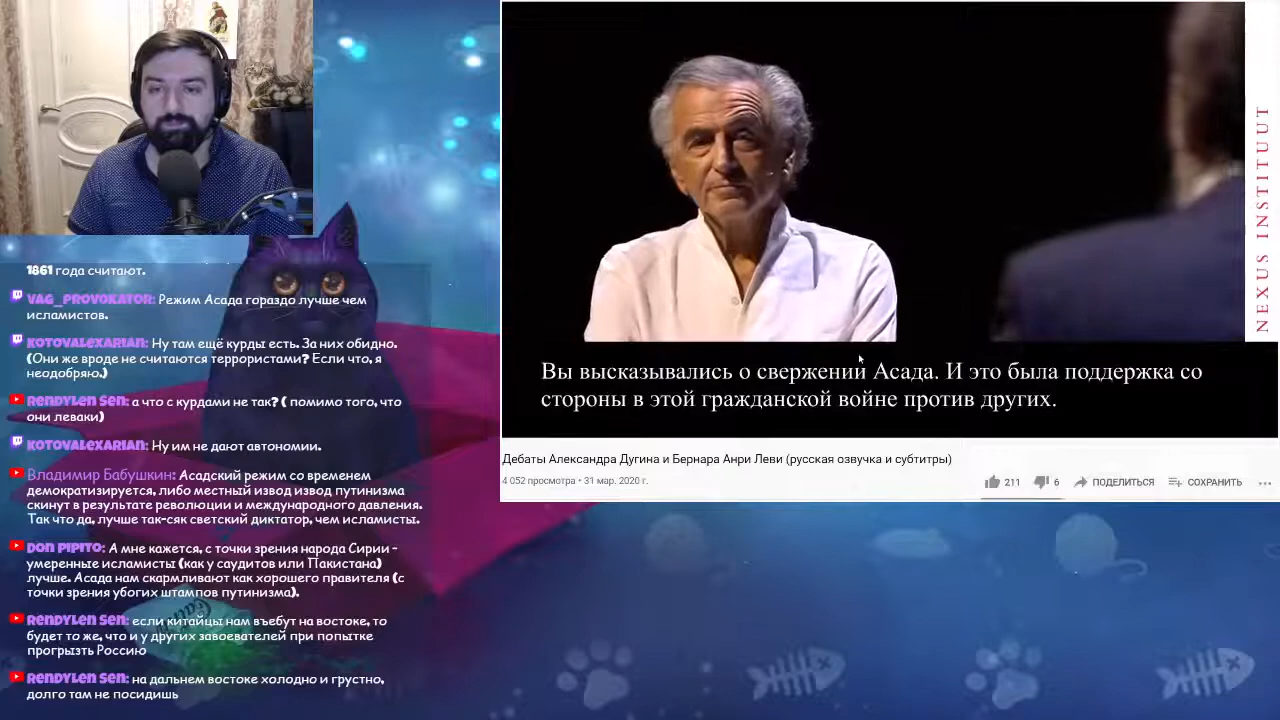 1861 года считают.
VAG_PROVOKATOR: Режим Асада гораздо лучше чем
исламистов.
KOTOVALEXARIAN: Ну там ещё курды есть. За них обидно.
(Они же вроде не считаются террористами? Если что, я
неодобряю.)
RENDYLEN SEN: а что с курдами не так? ( помимо того, что
они леваки)
KOTOVALEXARIAN: Ну им не дают автономии.
Владимир Бабушкин: Асадский режим со временем
демократизируется, либо местный извод извод путинизма
скинут в результате революции и международного давления.
Так что да, лучше так-сяк светский диктатор, чем исламисты.
DON PIPITO: А мне кажется, с точки зрения народа Сирии -
умеренные исламисты (как у саудитов или Пакистана)
лучше. Асада нам скармливают как хорошего правителя (с
точки зрения убогих штампов путинизма).
RENDYLEN SEN: если китайцы нам въебут на востоке, то
будет то же, что и у других завоевателей при попытке
прогрызть Россию
RENDYLEN SEN: на дальнем востоке холодно и грустно,
долго там не посидишь
NEXUS INSTITUUT
Вы высказывались о свержений Асада. И это была поддержка со
стороны в этой гражданской войне против других.
Дебаты Александра Дугина и Бернара Анри Леви (русская озвучка и субтитры)
4 052 просмотра • 31 мар. 2020 г.
211 6 ПОДЕЛИТЬСЯ СОХРАНИТЬ